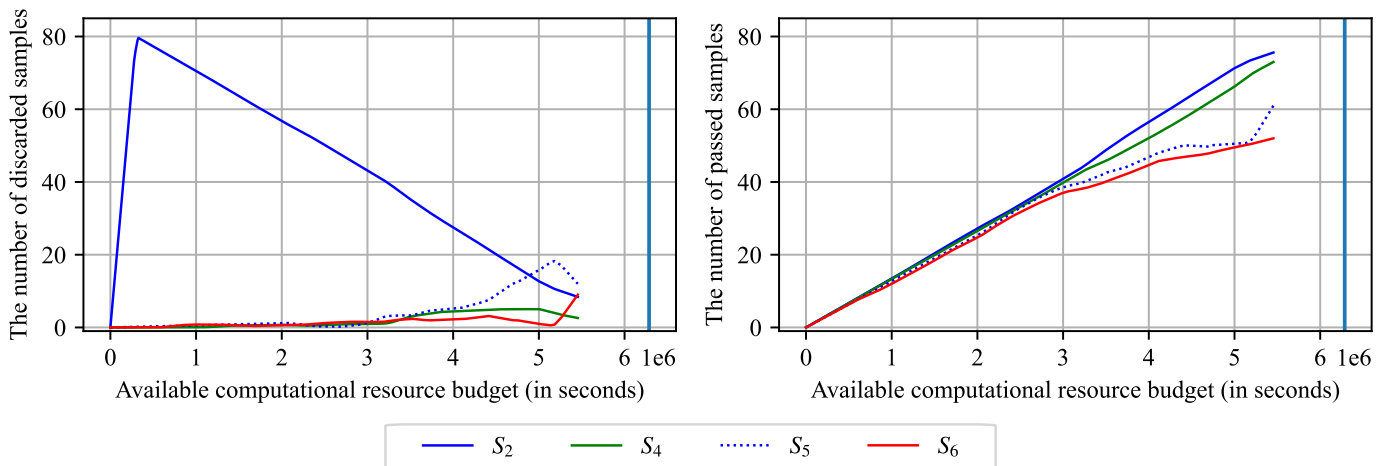 The number of discarded samples
80
60
40
20
0
0 1 2 3 4 5 6 1e6
Available computational resource budget (in seconds)
The number of passed samples
80
60
40
20
0
0 1 2 3 4 5 6 1e6
Available computational resource budget (in seconds)
S₂ S₄ S₅ S₆